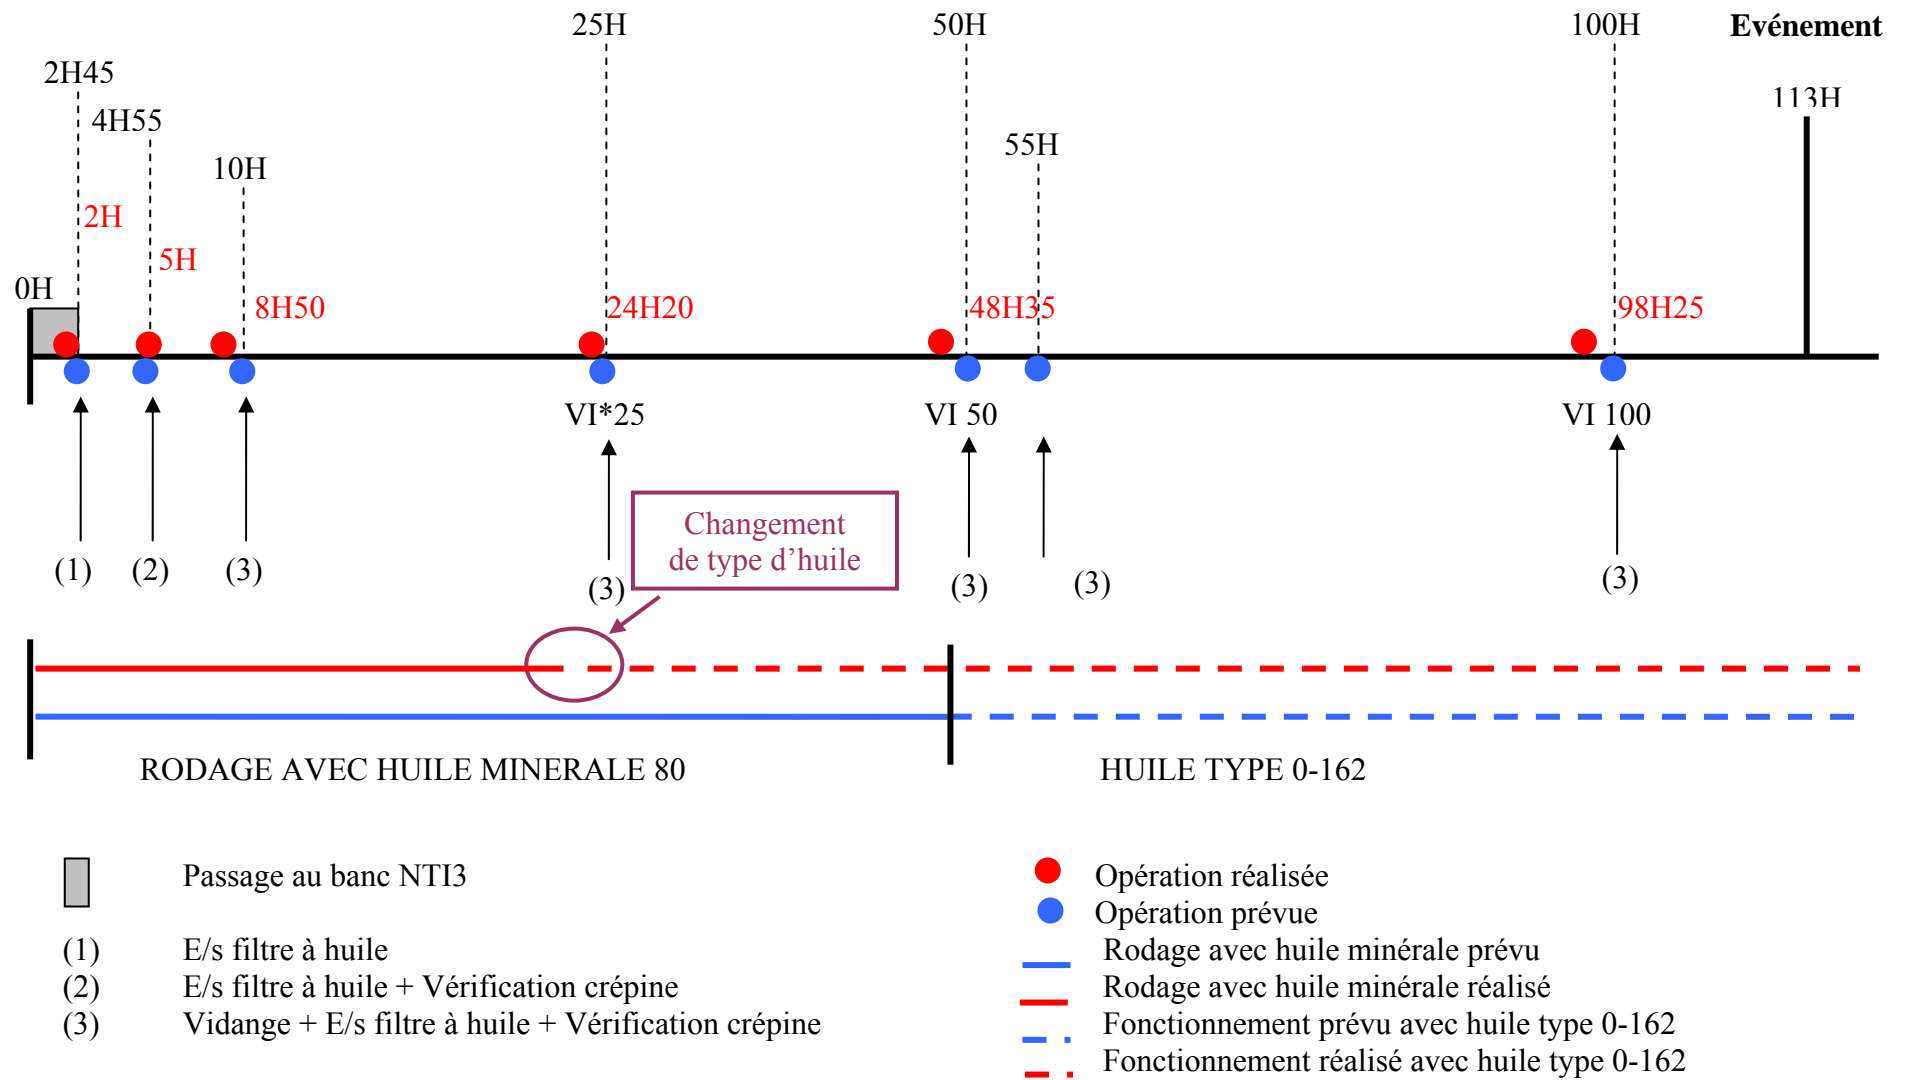 25H
50H
100H
Evénement
2H45
4H55
113H
55H
10H
2H
5H
0H
8H50
24H20
48H35
98H25
VI*25
VI 50
VI 100
Changement
de type d’huile
(1)
(2)
(3)
(3)
(3)
(3)
(3)
RODAGE AVEC HUILE MINERALE 80
HUILE TYPE 0-162
Passage au banc NTI3
(1) E/s filtre à huile
(2) E/s filtre à huile + Vérification crépine
(3) Vidange + E/s filtre à huile + Vérification crépine
Opération réalisée
Opération prévue
Rodage avec huile minérale prévu
Rodage avec huile minérale réalisé
Fonctionnement prévu avec huile type 0-162
Fonctionnement réalisé avec huile type 0-162